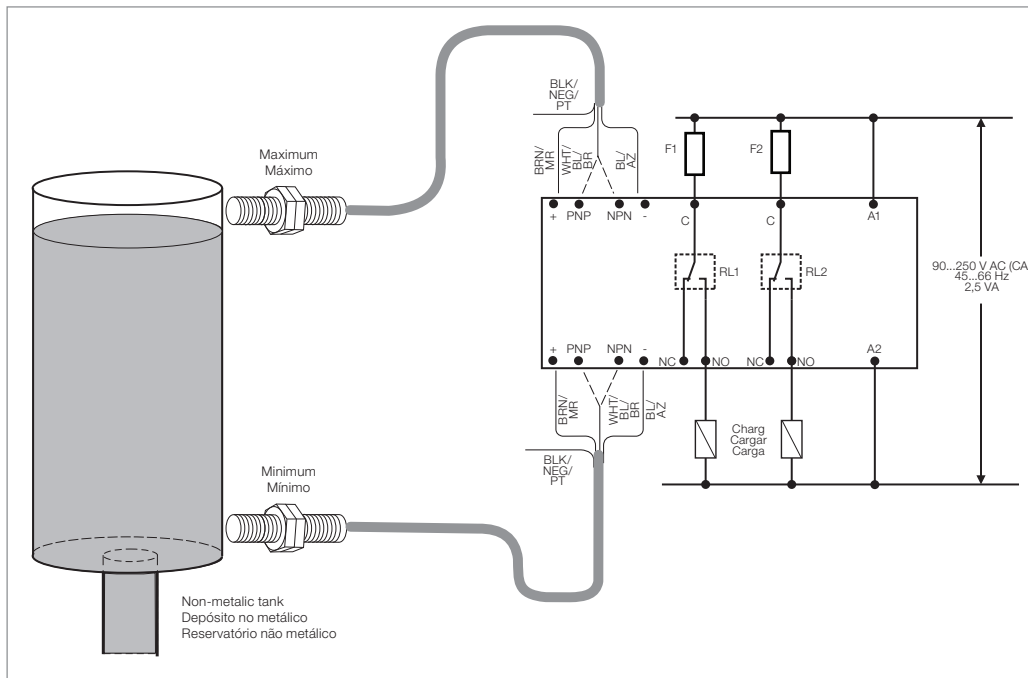 BLK/
NEG/
PT
BRN/
MR
WHT/
BL/
BR
BL/
AZ
Maximum
Máximo
F1
F2
+
PNP
NPN
-
C
C
A1
RL1
RL2
90...250 V AC (CA
45...66 Hz
2,5 VA
+
PNP
NPN
-
NC
NO
NC
NO
A2
BRN/
MR
WHT/
BL/
BR
BL/
AZ
Charg
Cargar
Carga
BLK/
NEG/
PT
Minimum
Mínimo
Non-metalic tank
Depósito no metálico
Reservatório não metálico